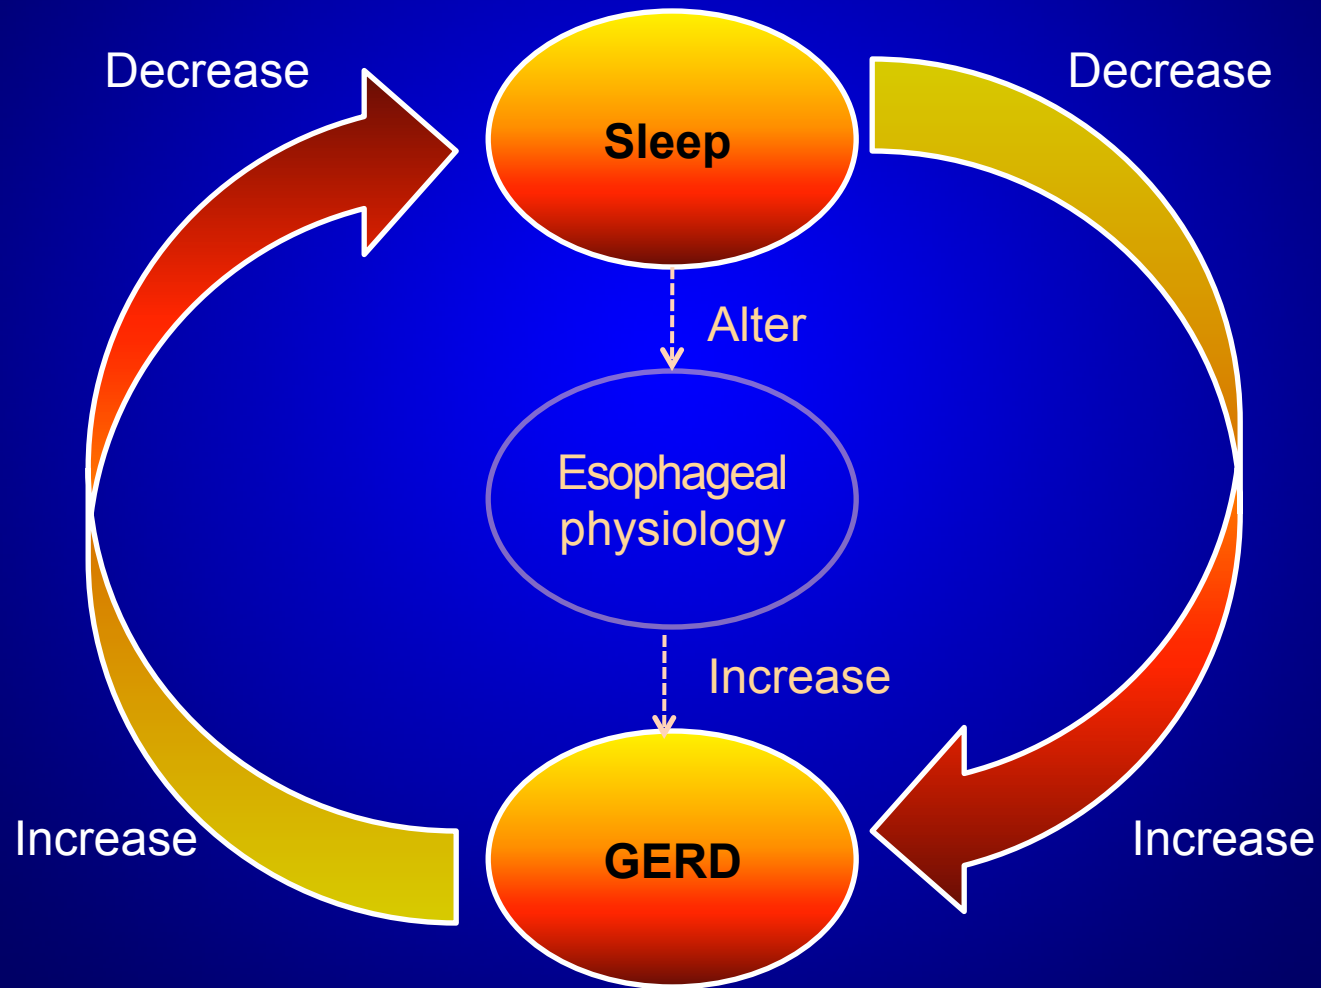 Decrease
Sleep
Decrease
Alter
Esophageal
physiology
Increase
Increase
GERD
Increase